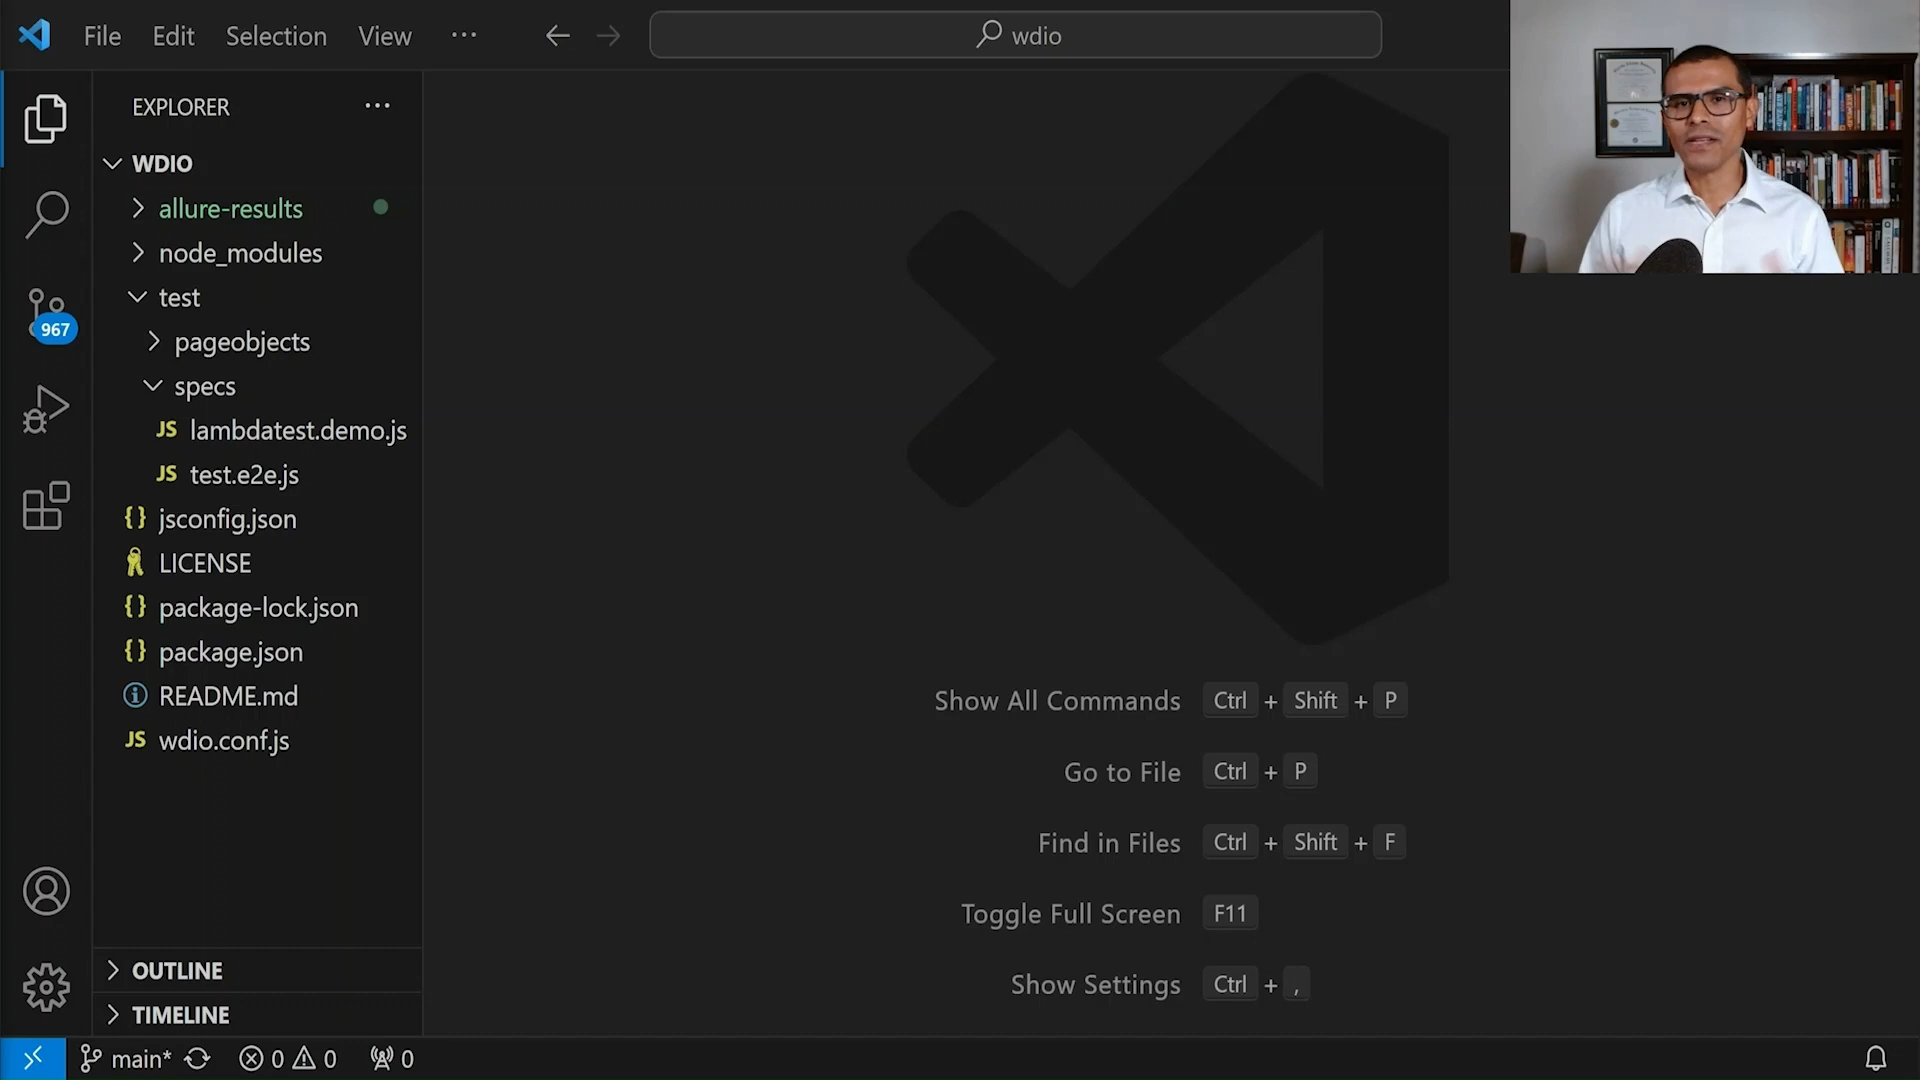 File Edit Selection View ...
wdio
EXPLORER ...
WDIO
allure-results
node_modules
test
pageobjects
specs
JS lambdatest.demo.js
JS test.e2e.js
{} jsconfig.json
LICENSE
{} package-lock.json
{} package.json
README.md
JS wdio.conf.js
967
Show All Commands Ctrl + Shift + P
Go to File Ctrl + P
Find in Files Ctrl + Shift + F
Toggle Full Screen F11
Show Settings Ctrl + ,
OUTLINE
TIMELINE
main* 0 0 0